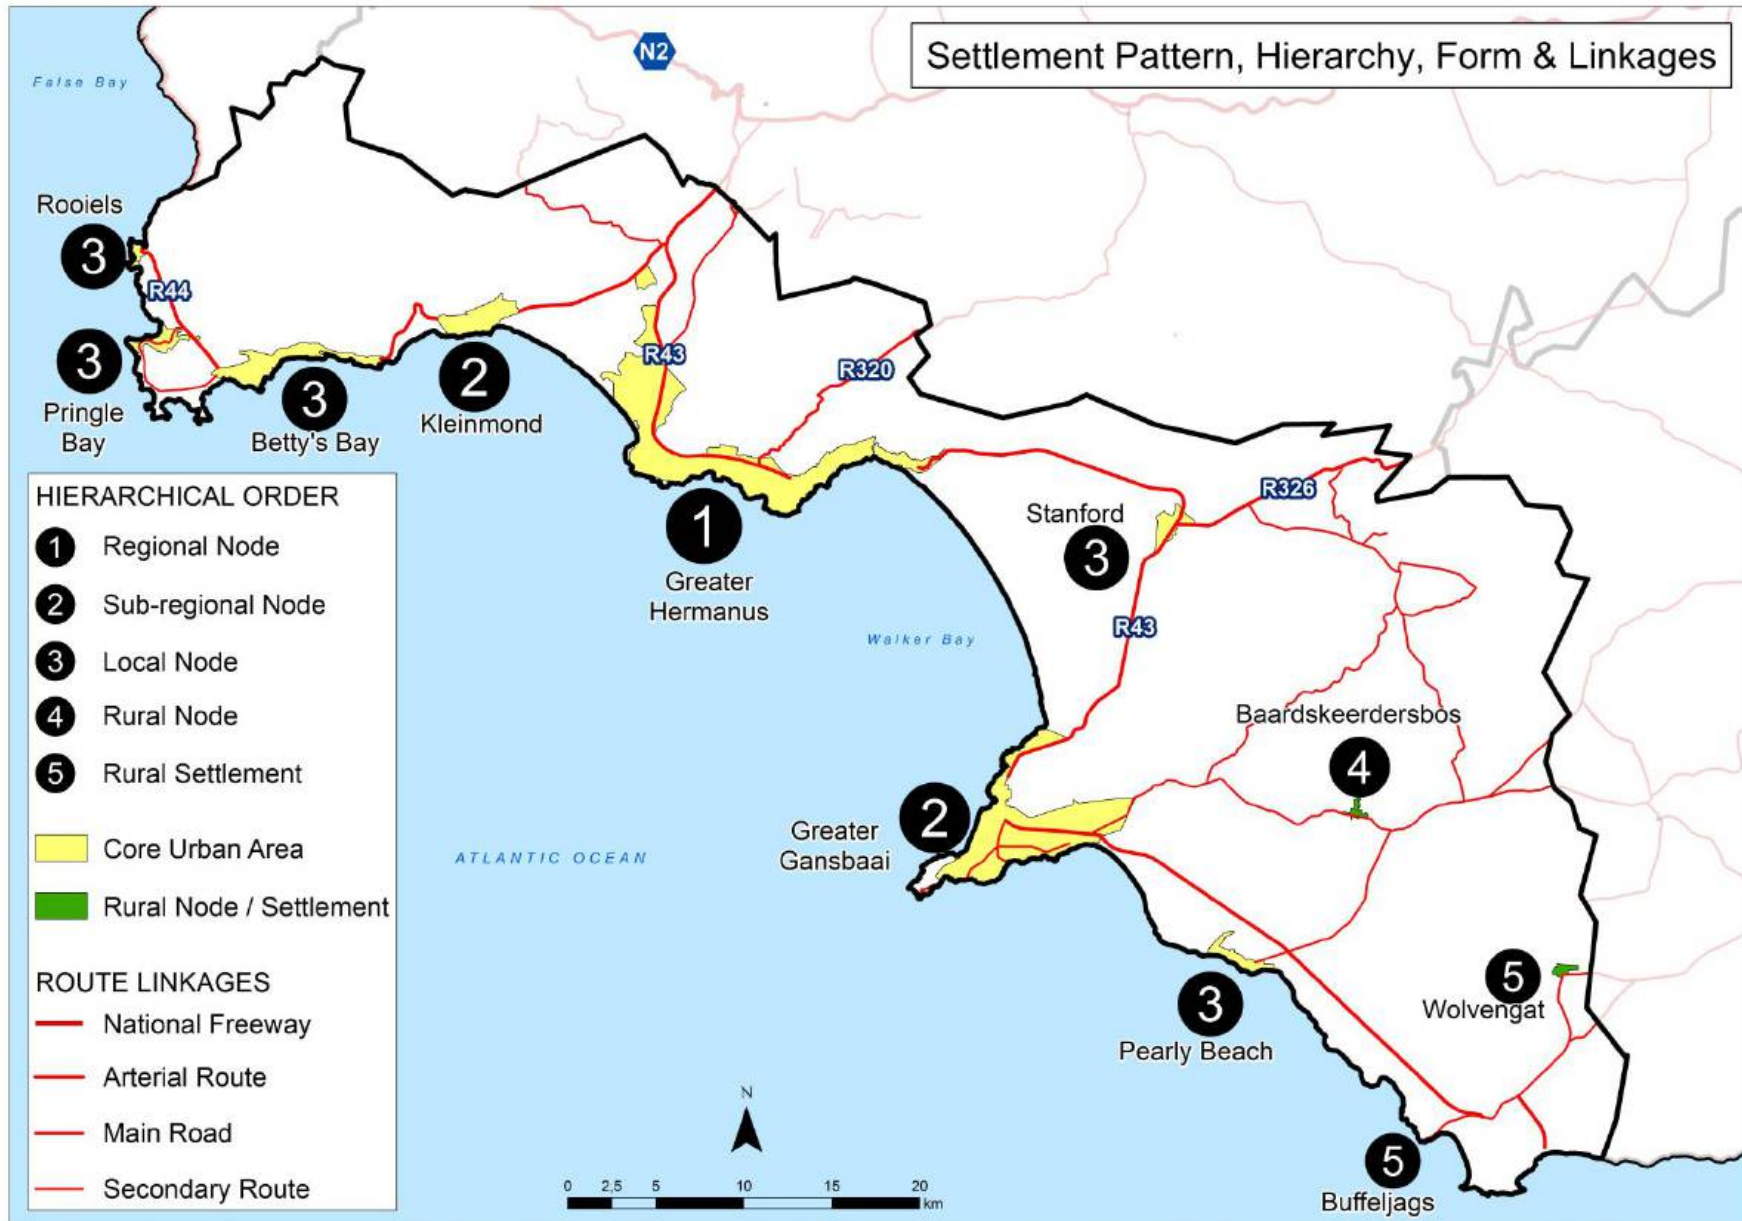 Settlement Pattern, Hierarchy, Form & Linkages
N2
False Bay
Rooiels
3
R44
3
Pringle
Bay
3
Betty's Bay
2
Kleinmond
R43
R320
1
Greater
Hermanus
Stanford
3
R326
R43
Walker Bay
Baardskeerdersbos
4
2
Greater
Gansbaai
ATLANTIC OCEAN
3
Pearly Beach
5
Wolvengat
5
Buffeljags
HIERARCHICAL ORDER
1 Regional Node
2 Sub-regional Node
3 Local Node
4 Rural Node
5 Rural Settlement
Core Urban Area
Rural Node / Settlement
ROUTE LINKAGES
National Freeway
Arterial Route
Main Road
Secondary Route
N
0 2,5 5 10 15 20
km